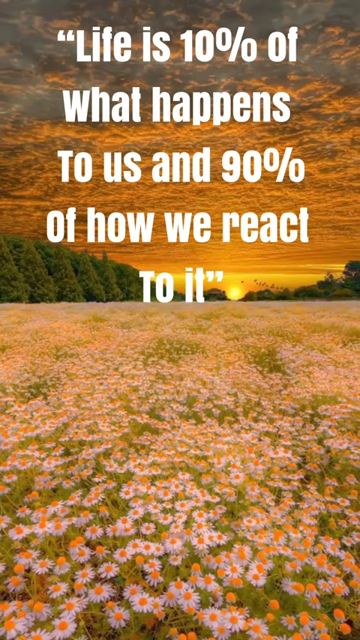 “Life is 10% of
What happens
To us and 90%
Of how we react
To it”